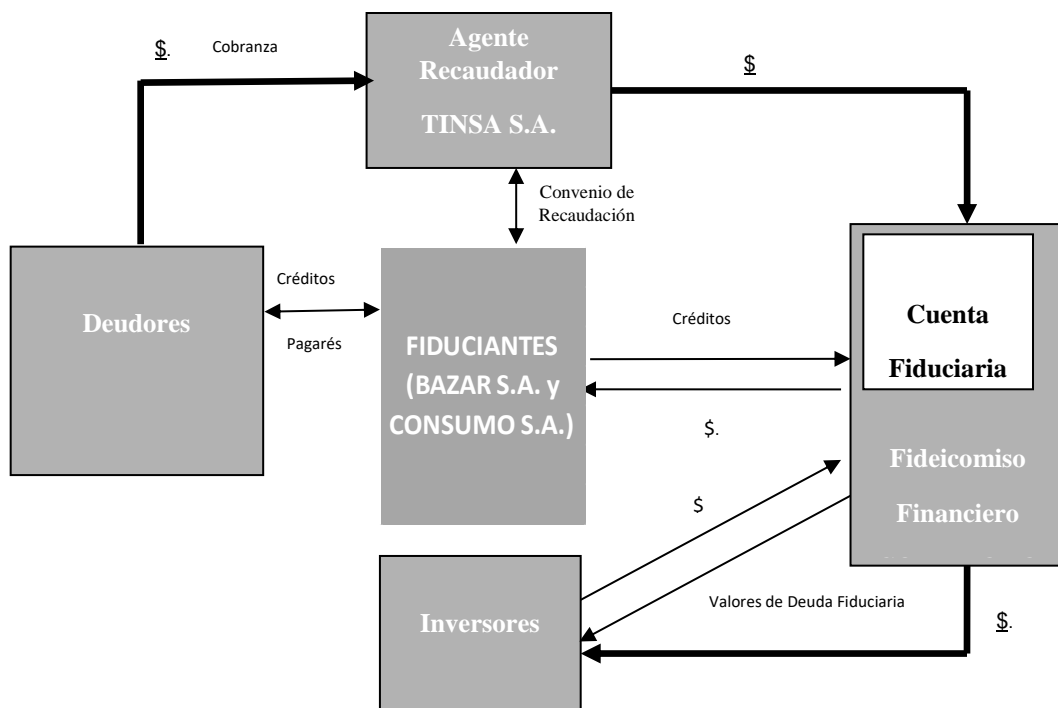 $.
Cobranza
Agente
Recaudador
TINSA S.A.
$
Convenio de
Recaudación
Deudores
Créditos
Pagarés
FIDUCIANTES
(BAZAR S.A. y
CONSUMO S.A.)
Créditos
$.
Cuenta
Fiduciaria
Fideicomiso
Financiero
$
Inversores
Valores de Deuda Fiduciaria
$.